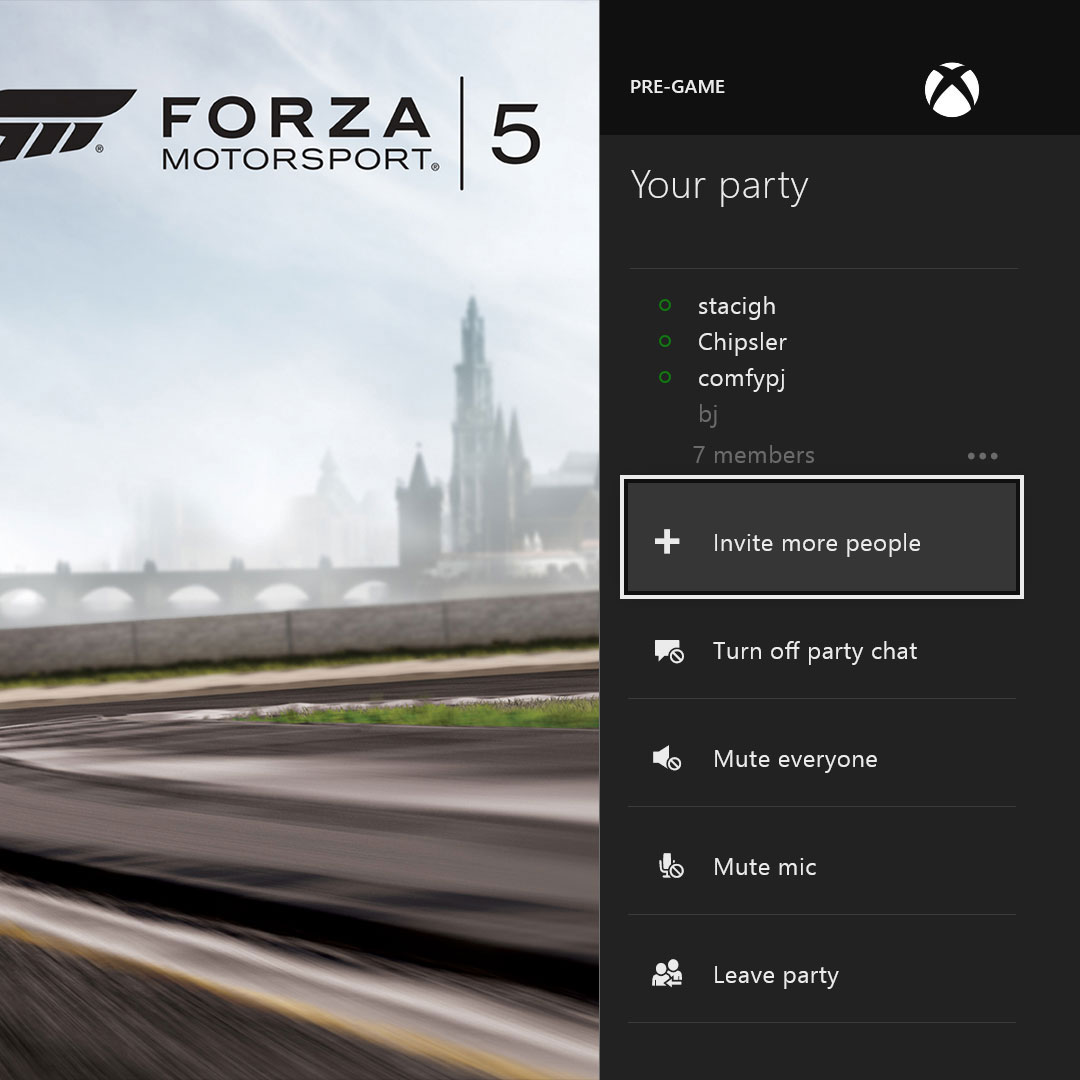 FORZA
MOTORSPORT®
5
®
PRE-GAME
Your party
stacigh
Chipsler
comfypj
bj
7 members
Invite more people
Turn off party chat
Mute everyone
Mute mic
Leave party